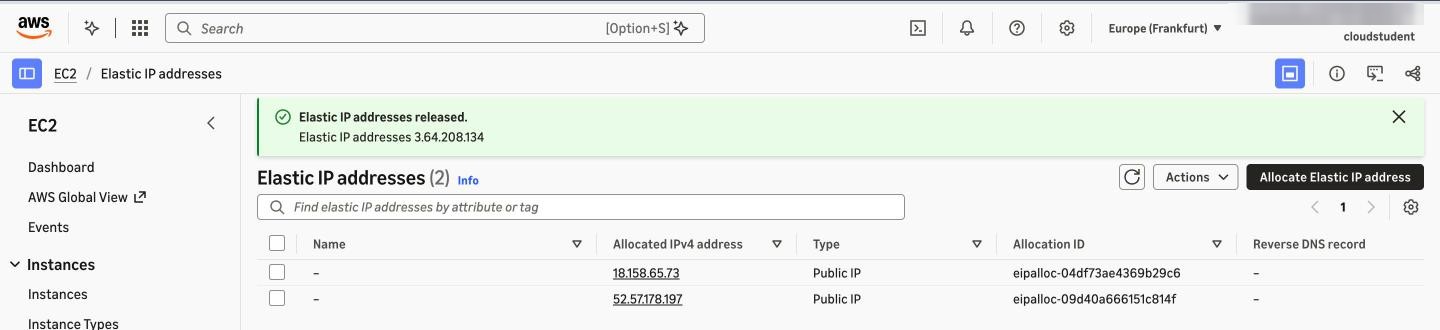 aws
Search [Option+S] Europe (Frankfurt)
cloudstudent
EC2 / Elastic IP addresses
EC2
Dashboard
AWS Global View
Events
Instances
Instances
Instance Types
Elastic IP addresses released.
Elastic IP addresses 3.64.208.134
Elastic IP addresses (2) Info Actions Allocate Elastic IP address
Find elastic IP addresses by attribute or tag 1
Name Allocated IPv4 address Type Allocation ID Reverse DNS record
– 18.158.65.73 Public IP eipalloc-04df73ae4369b29c6 –
– 52.57.178.197 Public IP eipalloc-09d40a666151c814f –